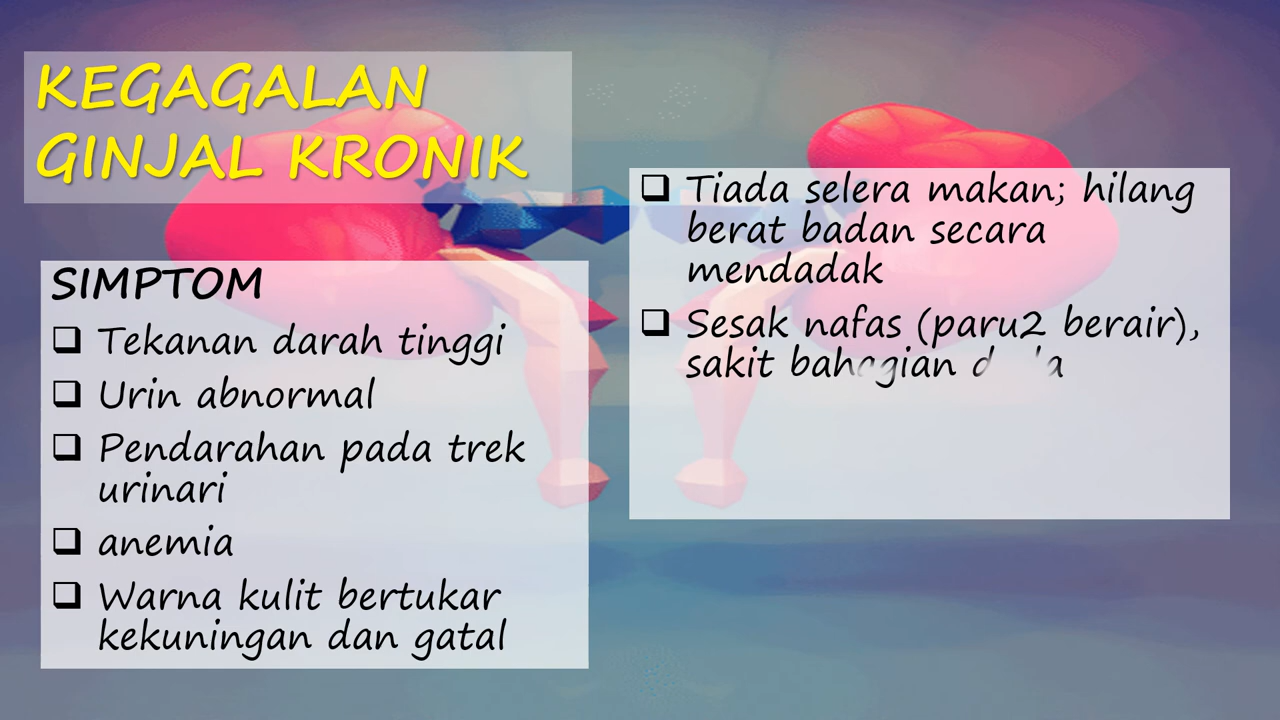 KEGAGALAN
GINJAL KRONIK
SIMPTOM
Tekanan darah tinggi
Urin abnormal
Pendarahan pada trek
urinari
anemia
Warna kulit bertukar
kekuningan dan gatal
Tiada selera makan; hilang
berat badan secara
mendadak
Sesak nafas (paru2 berair),
sakit bahagian